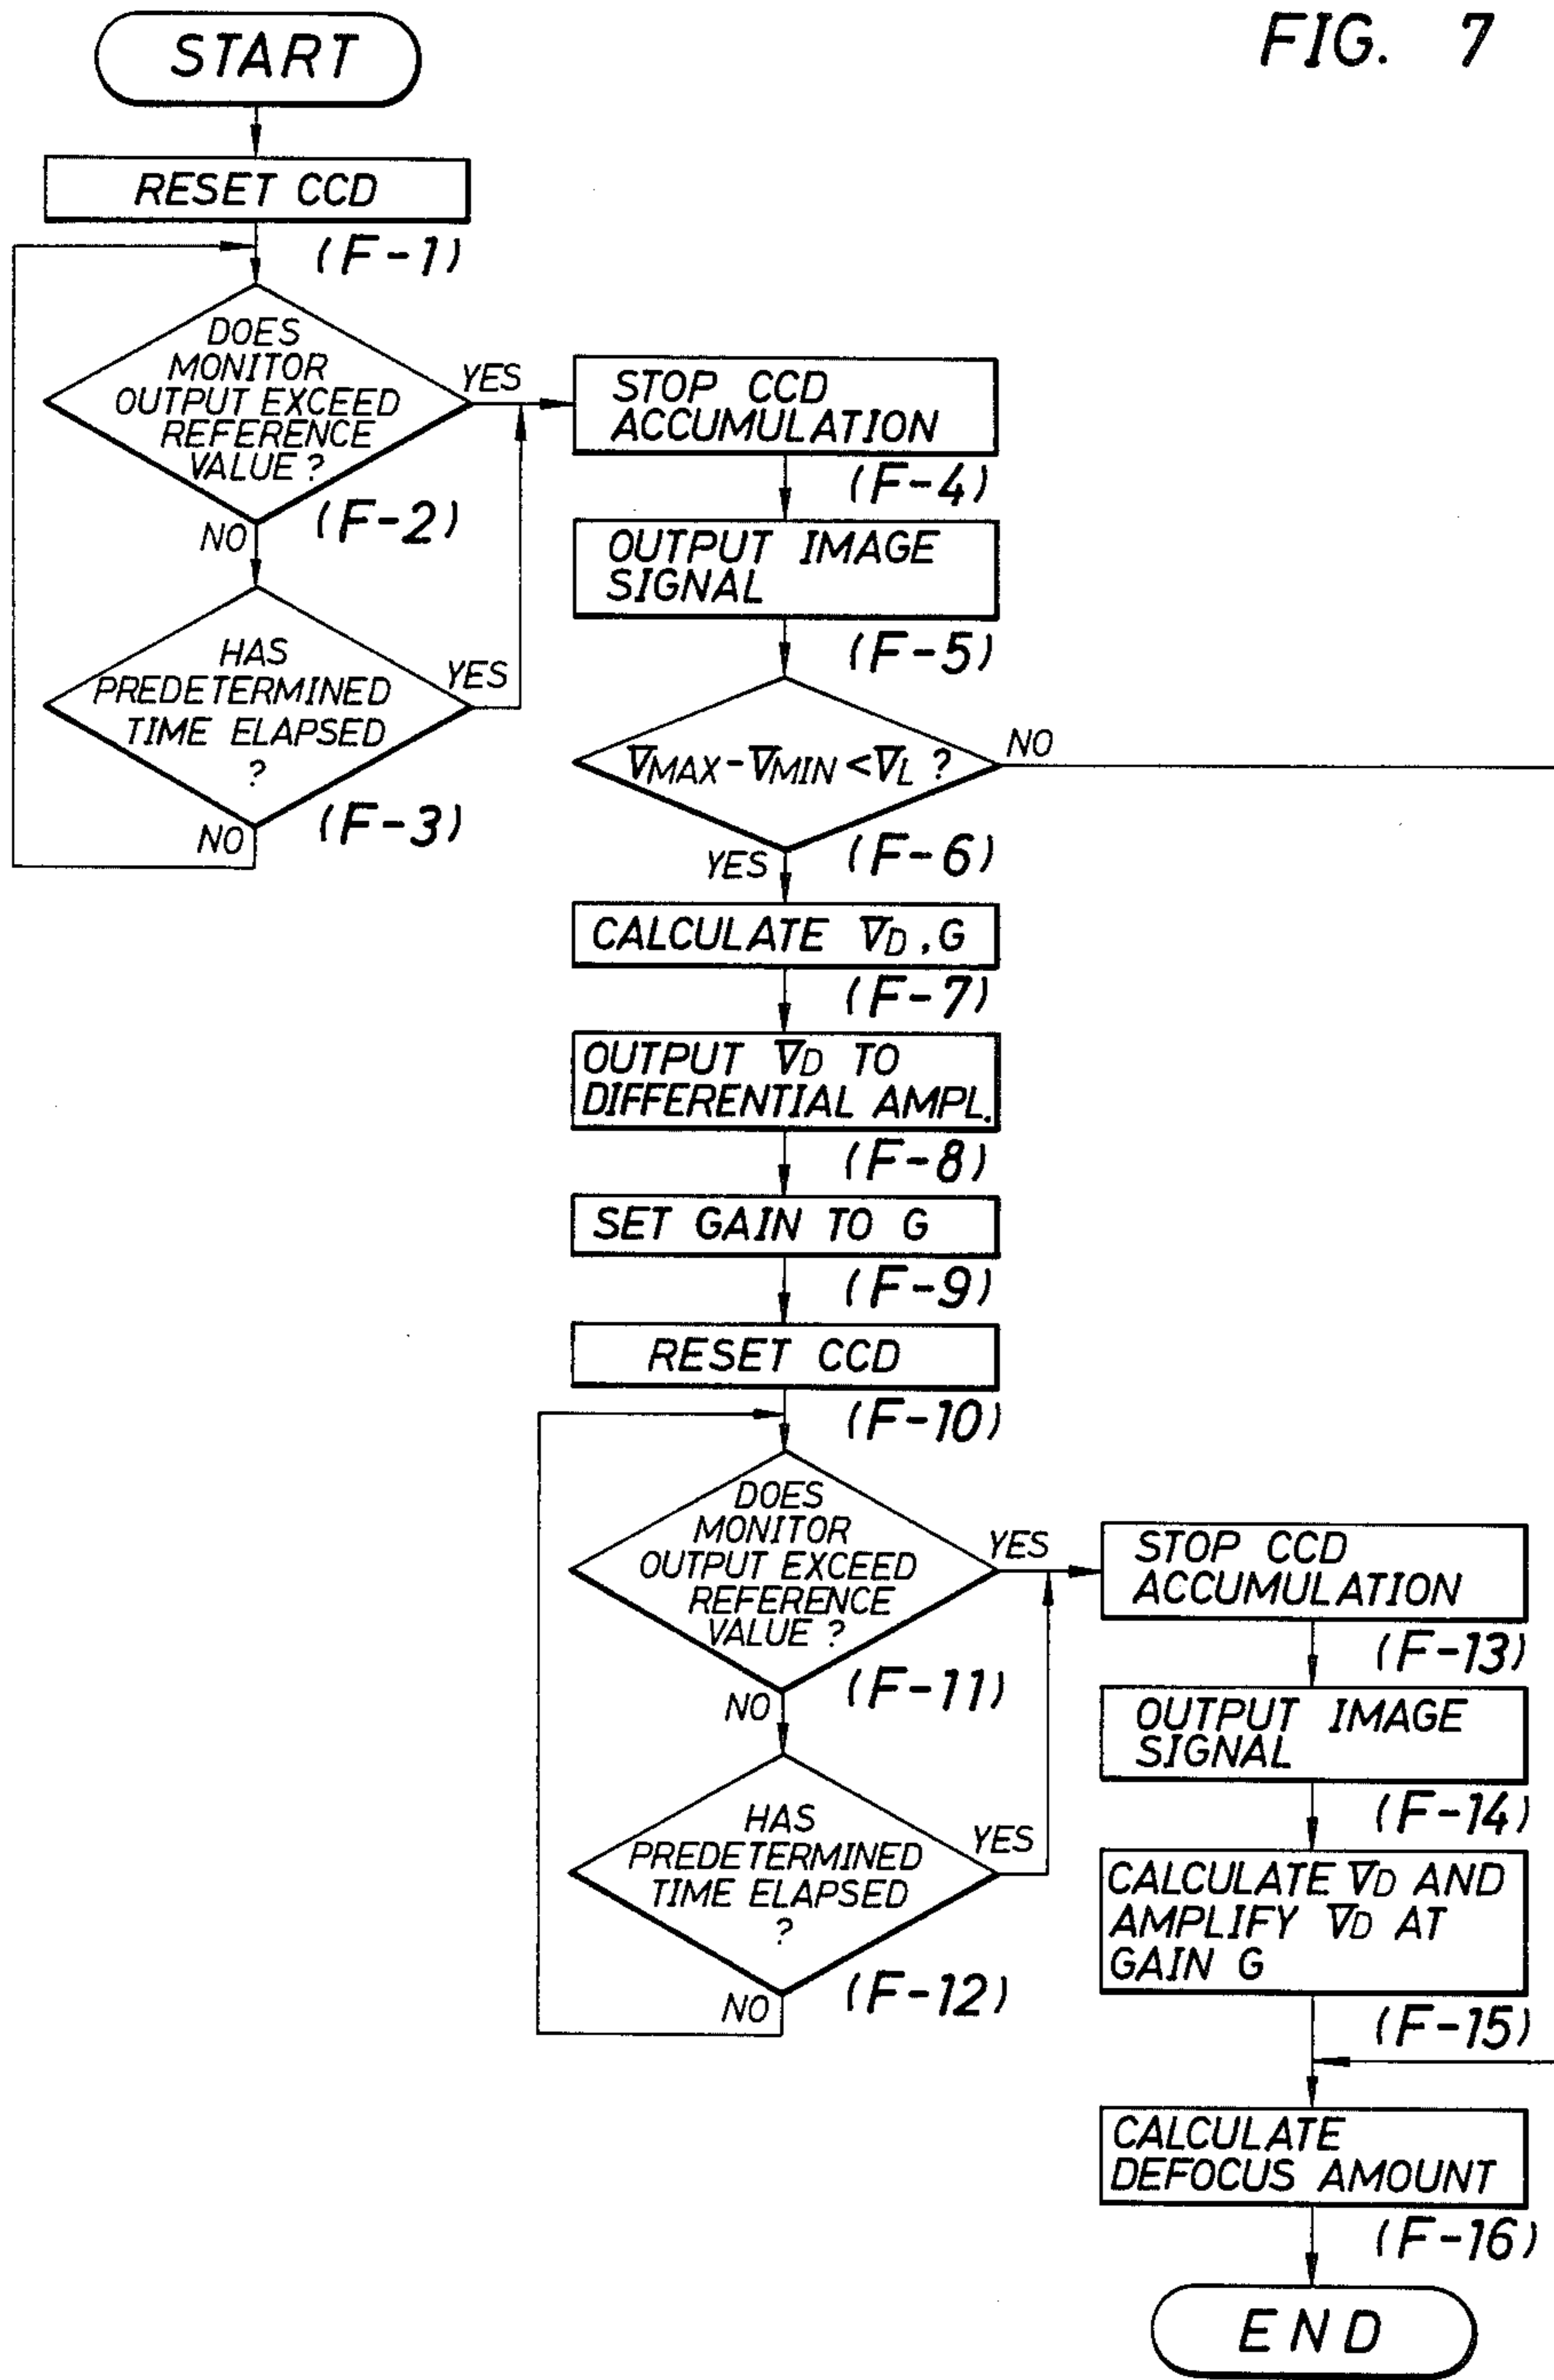 FIG. 7
START
RESET CCD
(F-1)
DOES
MONITOR
OUTPUT EXCEED
REFERENCE
VALUE?
YES
NO
(F-2)
HAS
PREDETERMINED
TIME ELAPSED
?
YES
NO
(F-3)
STOP CCD
ACCUMULATION
(F-4)
OUTPUT IMAGE
SIGNAL
(F-5)
VMAX-VMIN<VL?
NO
YES
(F-6)
CALCULATE VD, G
(F-7)
OUTPUT VD TO
DIFFERENTIAL AMPL.
(F-8)
SET GAIN TO G
(F-9)
RESET CCD
(F-10)
DOES
MONITOR
OUTPUT EXCEED
REFERENCE
VALUE?
YES
NO
(F-11)
HAS
PREDETERMINED
TIME ELAPSED
?
YES
NO
(F-12)
STOP CCD
ACCUMULATION
(F-13)
OUTPUT IMAGE
SIGNAL
(F-14)
CALCULATE VD AND
AMPLIFY VD AT
GAIN G
(F-15)
CALCULATE
DEFOCUS AMOUNT
(F-16)
END